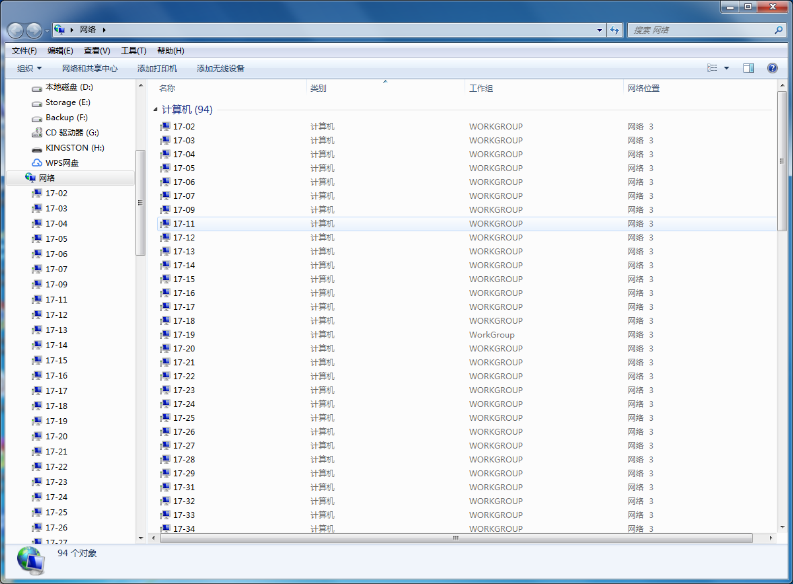 网络
搜索 网络
文件(F) 编辑(E) 查看(V) 工具(T) 帮助(H)
组织 网络和共享中心 添加打印机 添加无线设备
本地磁盘 (D:)
Storage (E:)
Backup (F:)
CD 驱动器 (G:)
KINGSTON (H:)
WPS网盘
网络
17-02
17-03
17-04
17-05
17-06
17-07
17-09
17-11
17-12
17-13
17-14
17-15
17-16
17-17
17-18
17-19
17-20
17-21
17-22
17-23
17-24
17-25
17-26
17-27
名称 类别 工作组 网络位置
计算机 (94)
17-02 计算机 WORKGROUP 网络 3
17-03 计算机 WORKGROUP 网络 3
17-04 计算机 WORKGROUP 网络 3
17-05 计算机 WORKGROUP 网络 3
17-06 计算机 WORKGROUP 网络 3
17-07 计算机 WORKGROUP 网络 3
17-09 计算机 WORKGROUP 网络 3
17-11 计算机 WORKGROUP 网络 3
17-12 计算机 WORKGROUP 网络 3
17-13 计算机 WORKGROUP 网络 3
17-14 计算机 WORKGROUP 网络 3
17-15 计算机 WORKGROUP 网络 3
17-16 计算机 WORKGROUP 网络 3
17-17 计算机 WORKGROUP 网络 3
17-18 计算机 WORKGROUP 网络 3
17-19 计算机 WorkGroup 网络 3
17-20 计算机 WORKGROUP 网络 3
17-21 计算机 WORKGROUP 网络 3
17-22 计算机 WORKGROUP 网络 3
17-23 计算机 WORKGROUP 网络 3
17-24 计算机 WORKGROUP 网络 3
17-25 计算机 WORKGROUP 网络 3
17-26 计算机 WORKGROUP 网络 3
17-27 计算机 WORKGROUP 网络 3
17-28 计算机 WORKGROUP 网络 3
17-29 计算机 WORKGROUP 网络 3
17-31 计算机 WORKGROUP 网络 3
17-32 计算机 WORKGROUP 网络 3
17-33 计算机 WORKGROUP 网络 3
17-34 计算机 WORKGROUP 网络 3
94 个对象